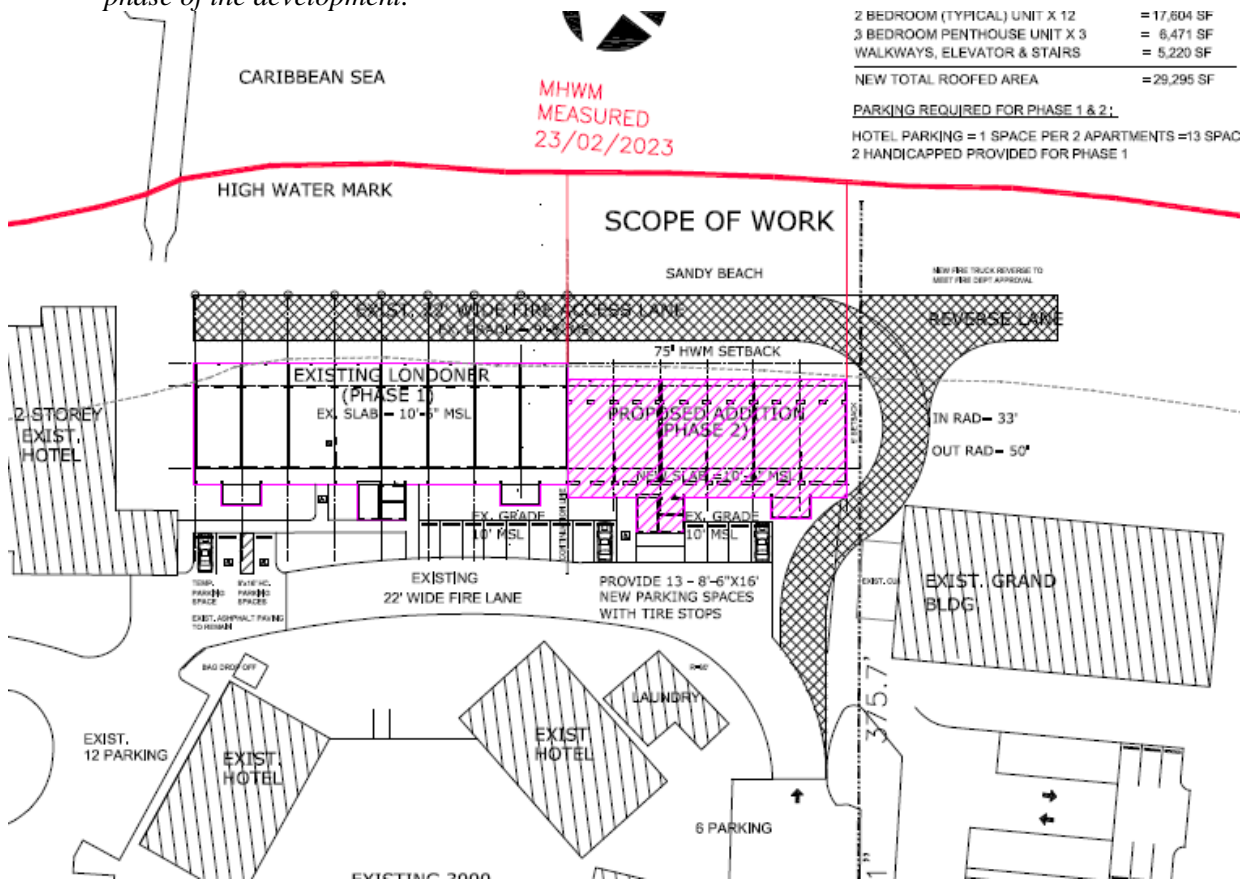 phase of the development.
2 BEDROOM (TYPICAL) UNIT X 12 = 17,604 SF
3 BEDROOM PENTHOUSE UNIT X 3 = 6,471 SF
WALKWAYS, ELEVATOR & STAIRS = 5,220 SF
NEW TOTAL ROOFED AREA = 29,295 SF
PARKING REQUIRED FOR PHASE 1 & 2:
HOTEL PARKING = 1 SPACE PER 2 APARTMENTS =13 SPAC
2 HANDICAPPED PROVIDED FOR PHASE 1
CARIBBEAN SEA
MHWM
MEASURED
23/02/2023
HIGH WATER MARK
SCOPE OF WORK
SANDY BEACH
NEW FIRE TRUCK REVERSE TO
MEET FIRE DEPT APPROVAL
EXIST. 22' WIDE FIRE ACCESS LANE
REVERSE LANE
75' HWM SETBACK
EXISTING LONDONER
(PHASE 1)
EX. SLAB = 10'-6" MSL
PROPOSED ADDITION
(PHASE 2)
2-STOREY
EXIST.
HOTEL
IN RAD= 33'
OUT RAD= 50'
EX. GRADE
10' MSL
EX. GRADE
10' MSL
TEMP.
PARKING
SPACE
PARKING
SPACES
EXIST. ASHPHALT PAVING
TO REMAIN
EXISTING
22' WIDE FIRE LANE
PROVIDE 13 - 8'-6"X16'
NEW PARKING SPACES
WITH TIRE STOPS
EXIST. GRAND
BLDG.
BAG DROP OFF
LAUNDRY
EXIST.
12 PARKING
EXIST.
HOTEL
EXIST.
HOTEL
375.7"
6 PARKING